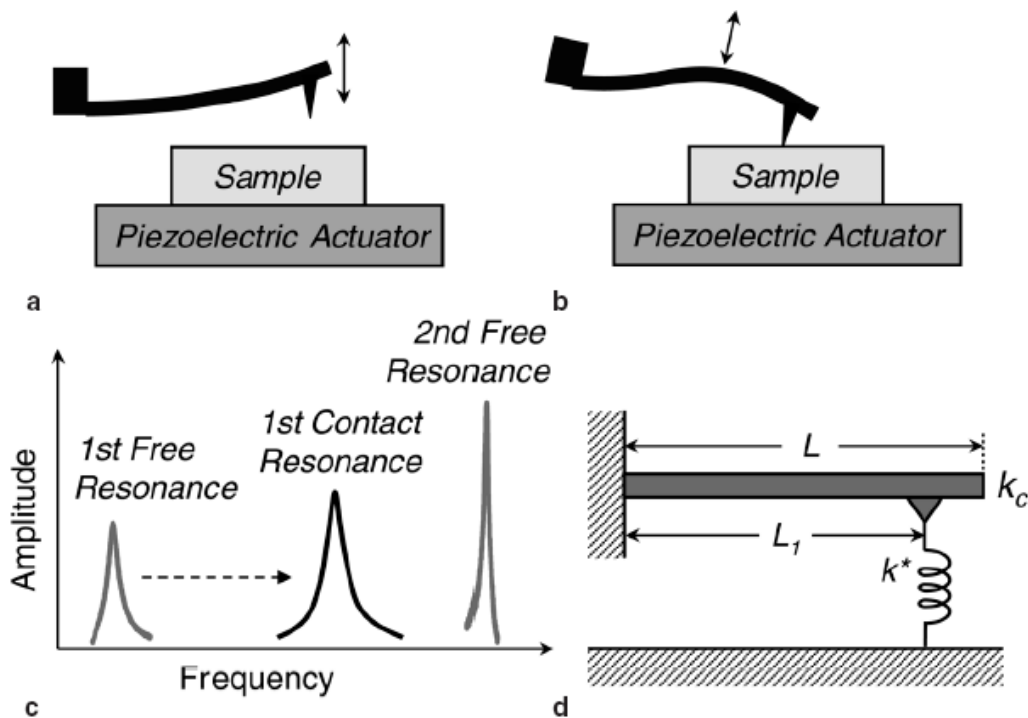 Sample
Piezoelectric Actuator
a
Sample
Piezoelectric Actuator
b
Amplitude
1st Free
Resonance
1st Contact
Resonance
2nd Free
Resonance
Frequency
c
L
k_c
L_1
k*
d